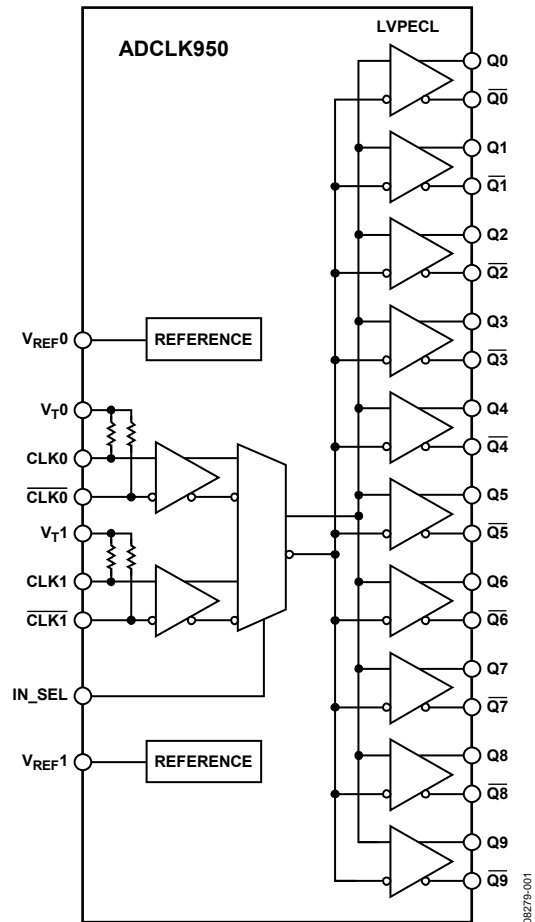 ADCLK950
LVPECL
Q0
Q0
Q1
Q1
Q2
Q2
Q3
Q3
Q4
Q4
Q5
Q5
Q6
Q6
Q7
Q7
Q8
Q8
Q9
Q9
VREF0
REFERENCE
VT0
CLK0
CLK0
VT1
CLK1
CLK1
IN_SEL
VREF1
REFERENCE
08279-001